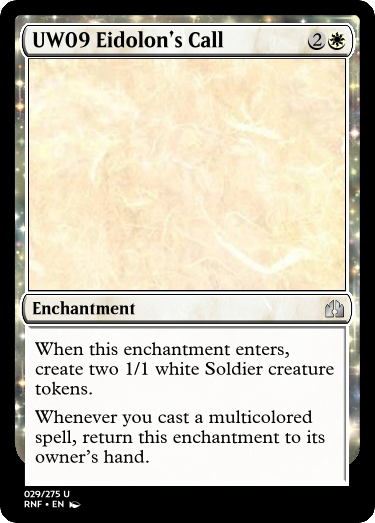 UW09 Eidolon's Call 2
Enchantment
When this enchantment enters,
create two 1/1 white Soldier creature
tokens.
Whenever you cast a multicolored
spell, return this enchantment to its
owner's hand.
029/275 U
RNF • EN